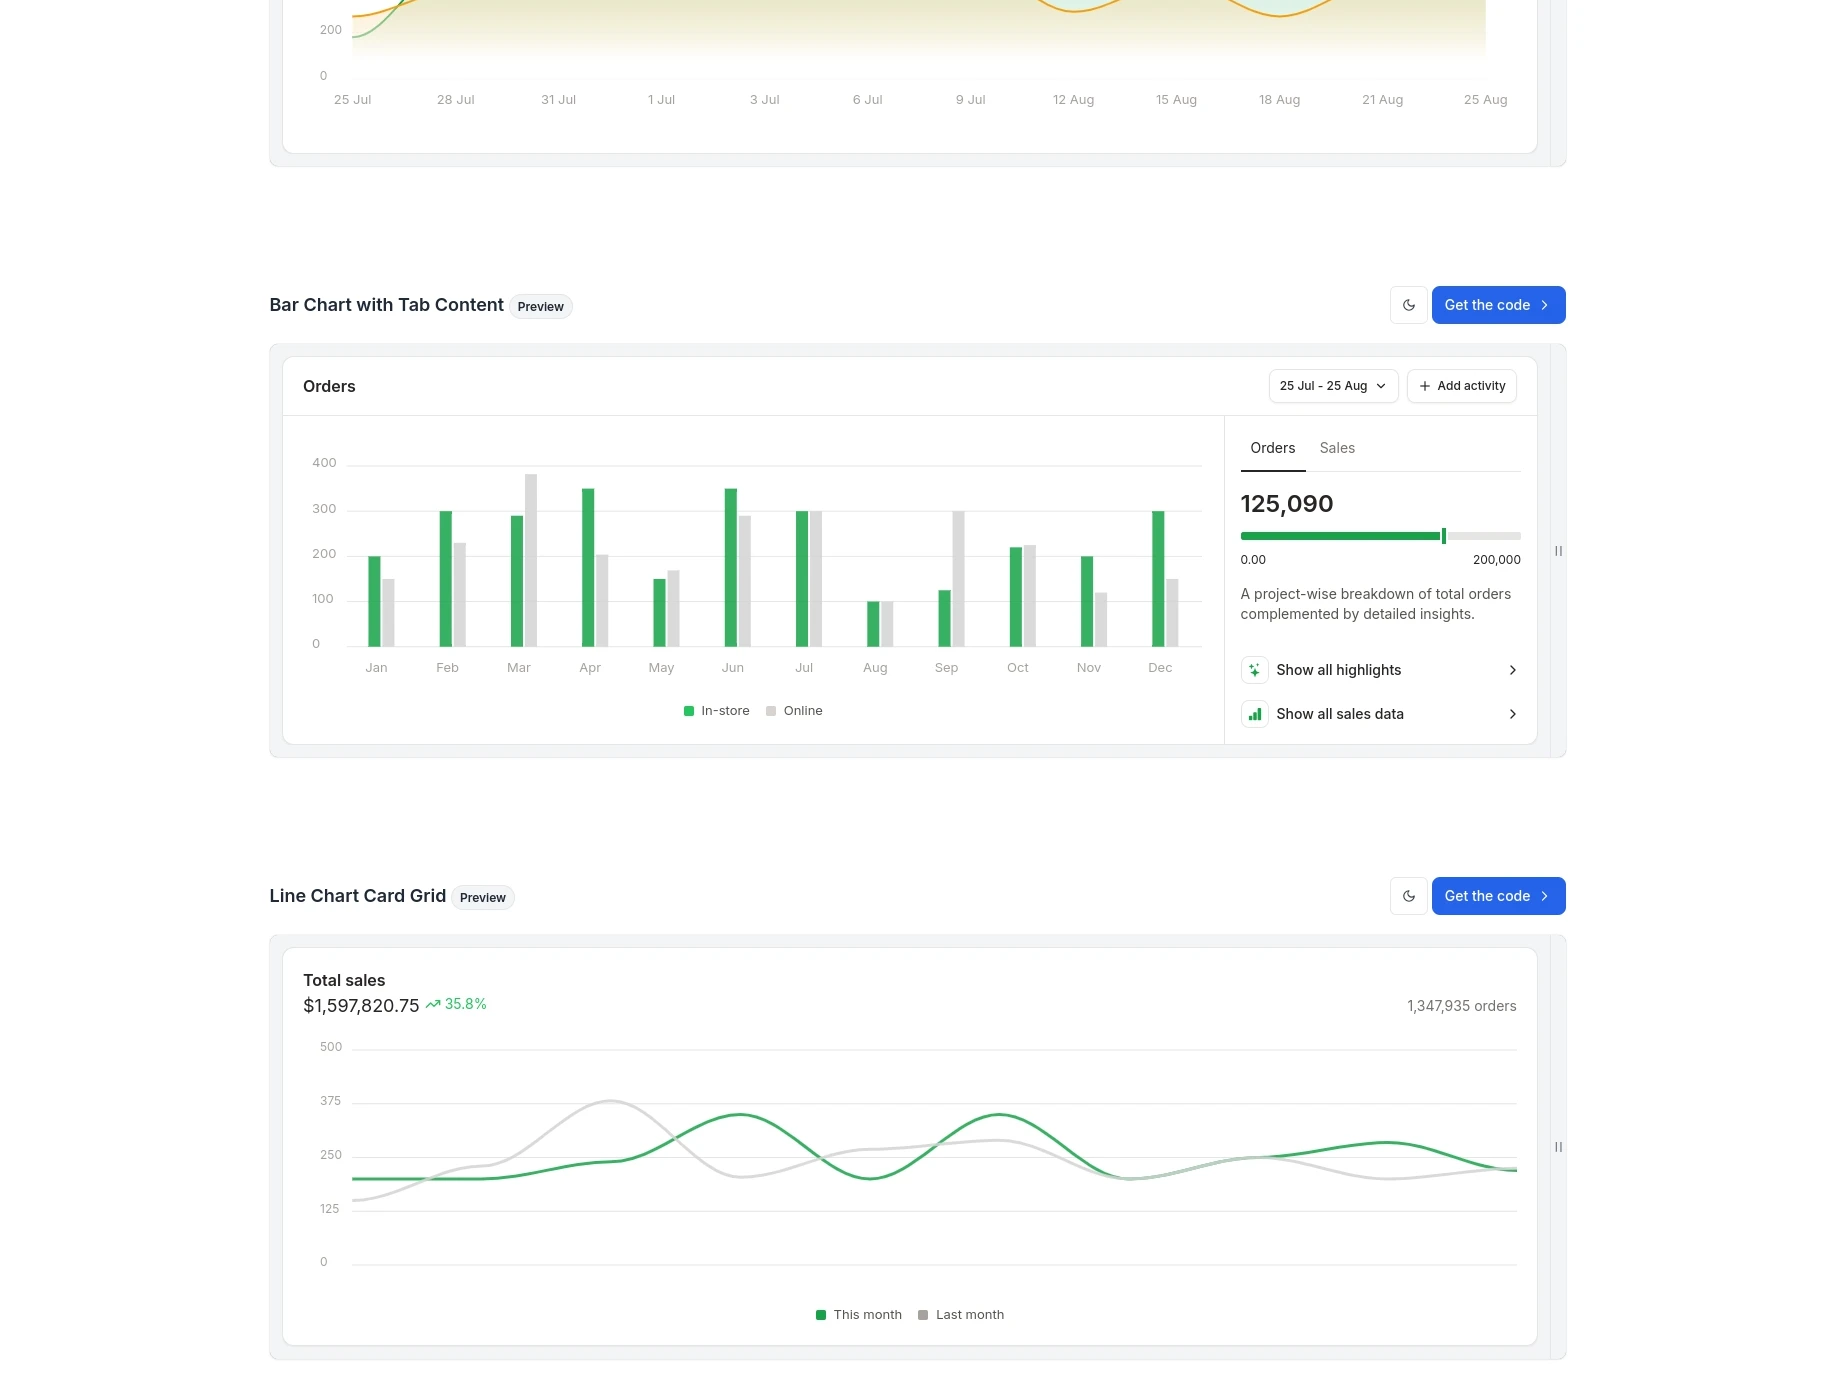 200
0
25 Jul 28 Jul 31 Jul 1 Jul 3 Jul 6 Jul 9 Jul 12 Aug 15 Aug 18 Aug 21 Aug 25 Aug
Bar Chart with Tab Content Preview
Get the code
Orders
25 Jul - 25 Aug
Add activity
400
300
200
100
0
Jan Feb Mar Apr May Jun Jul Aug Sep Oct Nov Dec
In-store Online
Orders Sales
125,090
0.00 200,000
A project-wise breakdown of total orders
complemented by detailed insights.
Show all highlights
Show all sales data
Line Chart Card Grid Preview
Get the code
Total sales
$1,597,820.75 35.8%
1,347,935 orders
500
375
250
125
0
This month Last month